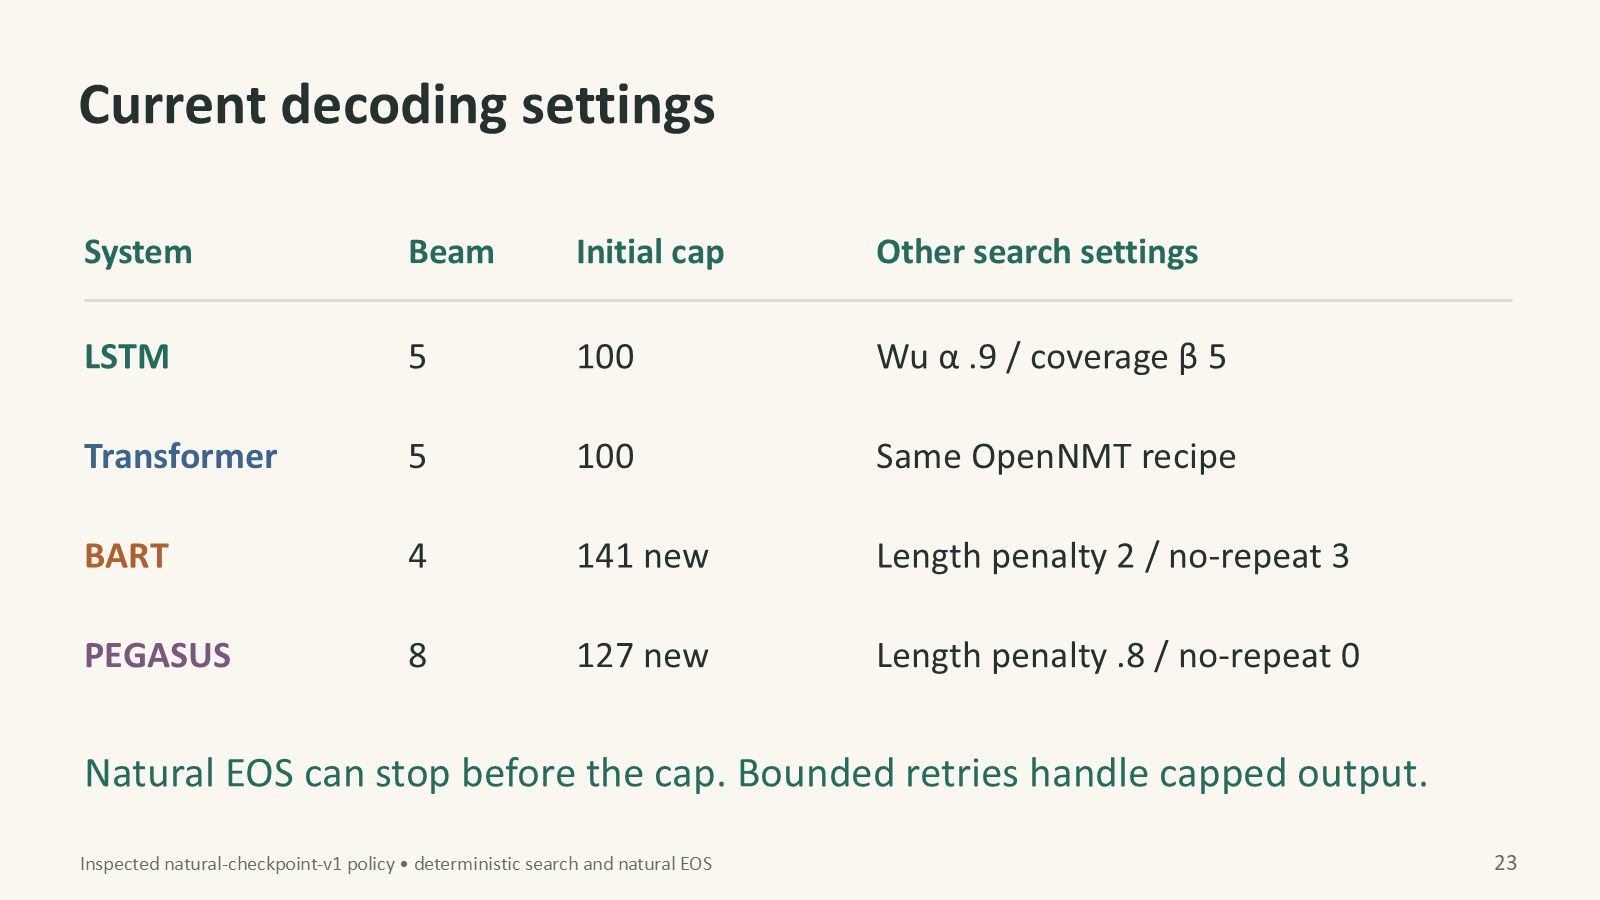 Current decoding settings
System Beam Initial cap Other search settings
LSTM 5 100 Wu α .9 / coverage β 5
Transformer 5 100 Same OpenNMT recipe
BART 4 141 new Length penalty 2 / no-repeat 3
PEGASUS 8 127 new Length penalty .8 / no-repeat 0
Natural EOS can stop before the cap. Bounded retries handle capped output.
Inspected natural-checkpoint-v1 policy • deterministic search and natural EOS 23